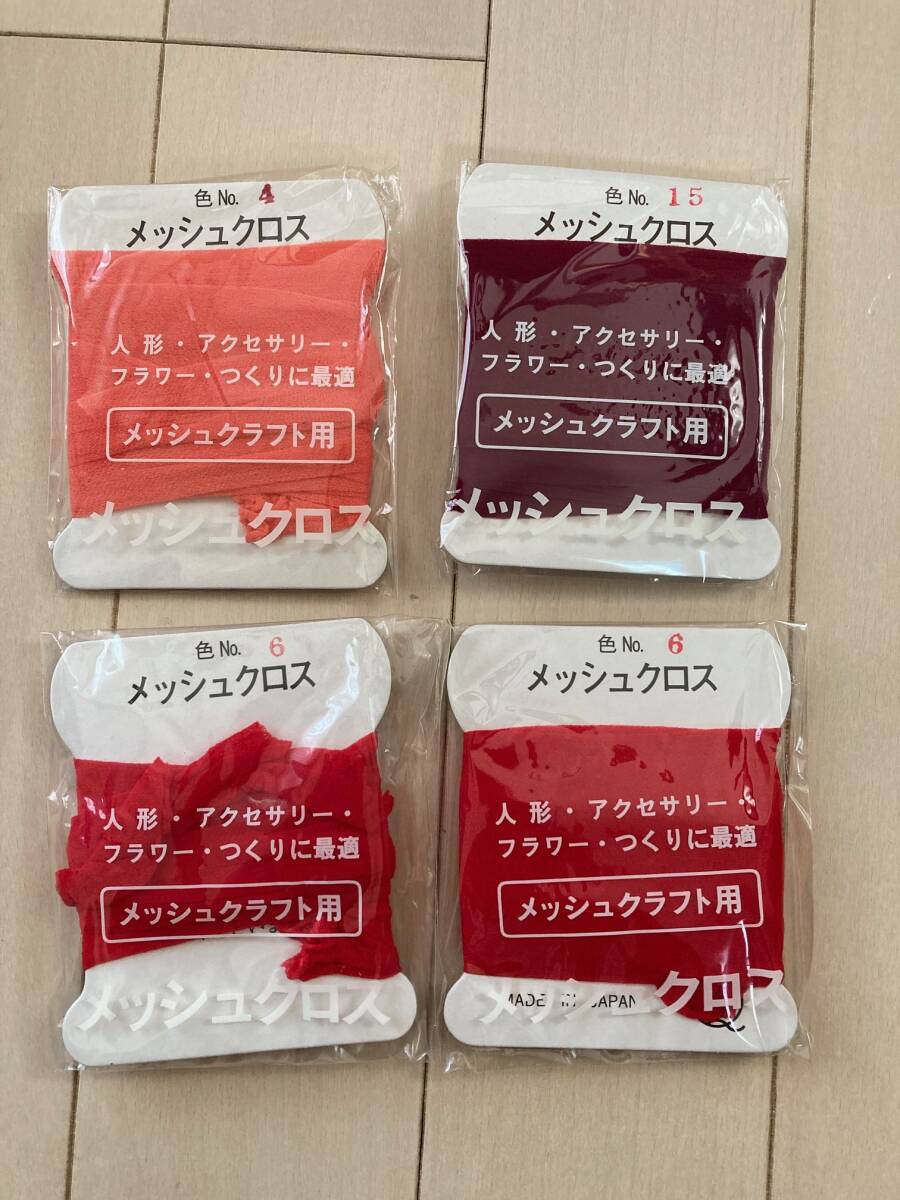 色No. 4
メッシュクロス
人形・アクセサリー・
フラワー・つくりに最適
メッシュクラフト用
メッシュクロス
色No. 15
メッシュクロス
人形・アクセサリー・
フラワー・つくりに最適
メッシュクラフト用
メッシュクロス
色No. 6
メッシュクロス
人形・アクセサリー・
フラワー・つくりに最適
メッシュクラフト用
メッシュクロス
色No. 6
メッシュクロス
人形・アクセサリー・
フラワー・つくりに最適
メッシュクラフト用
MADE IN JAPAN
メッシュクロス